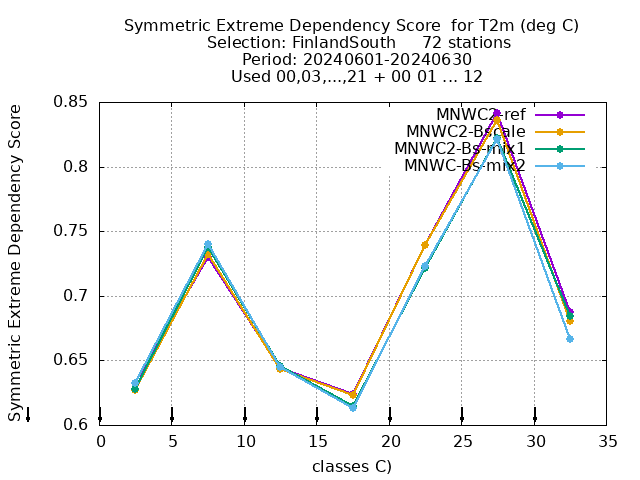 Symmetric Extreme Dependency Score for T2m (deg C)
Selection: FinlandSouth 72 stations
Period: 20240601-20240630
Used 00,03,...,21 + 00 01 ... 12
Symmetric Extreme Dependency Score
0.85
0.8
0.75
0.7
0.65
0.6
MNWC2-ref
MNWC2-Bscale
MNWC2-Bs-mix1
MNWC-Bs-mix2
0 5 10 15 20 25 30 35
classes C)